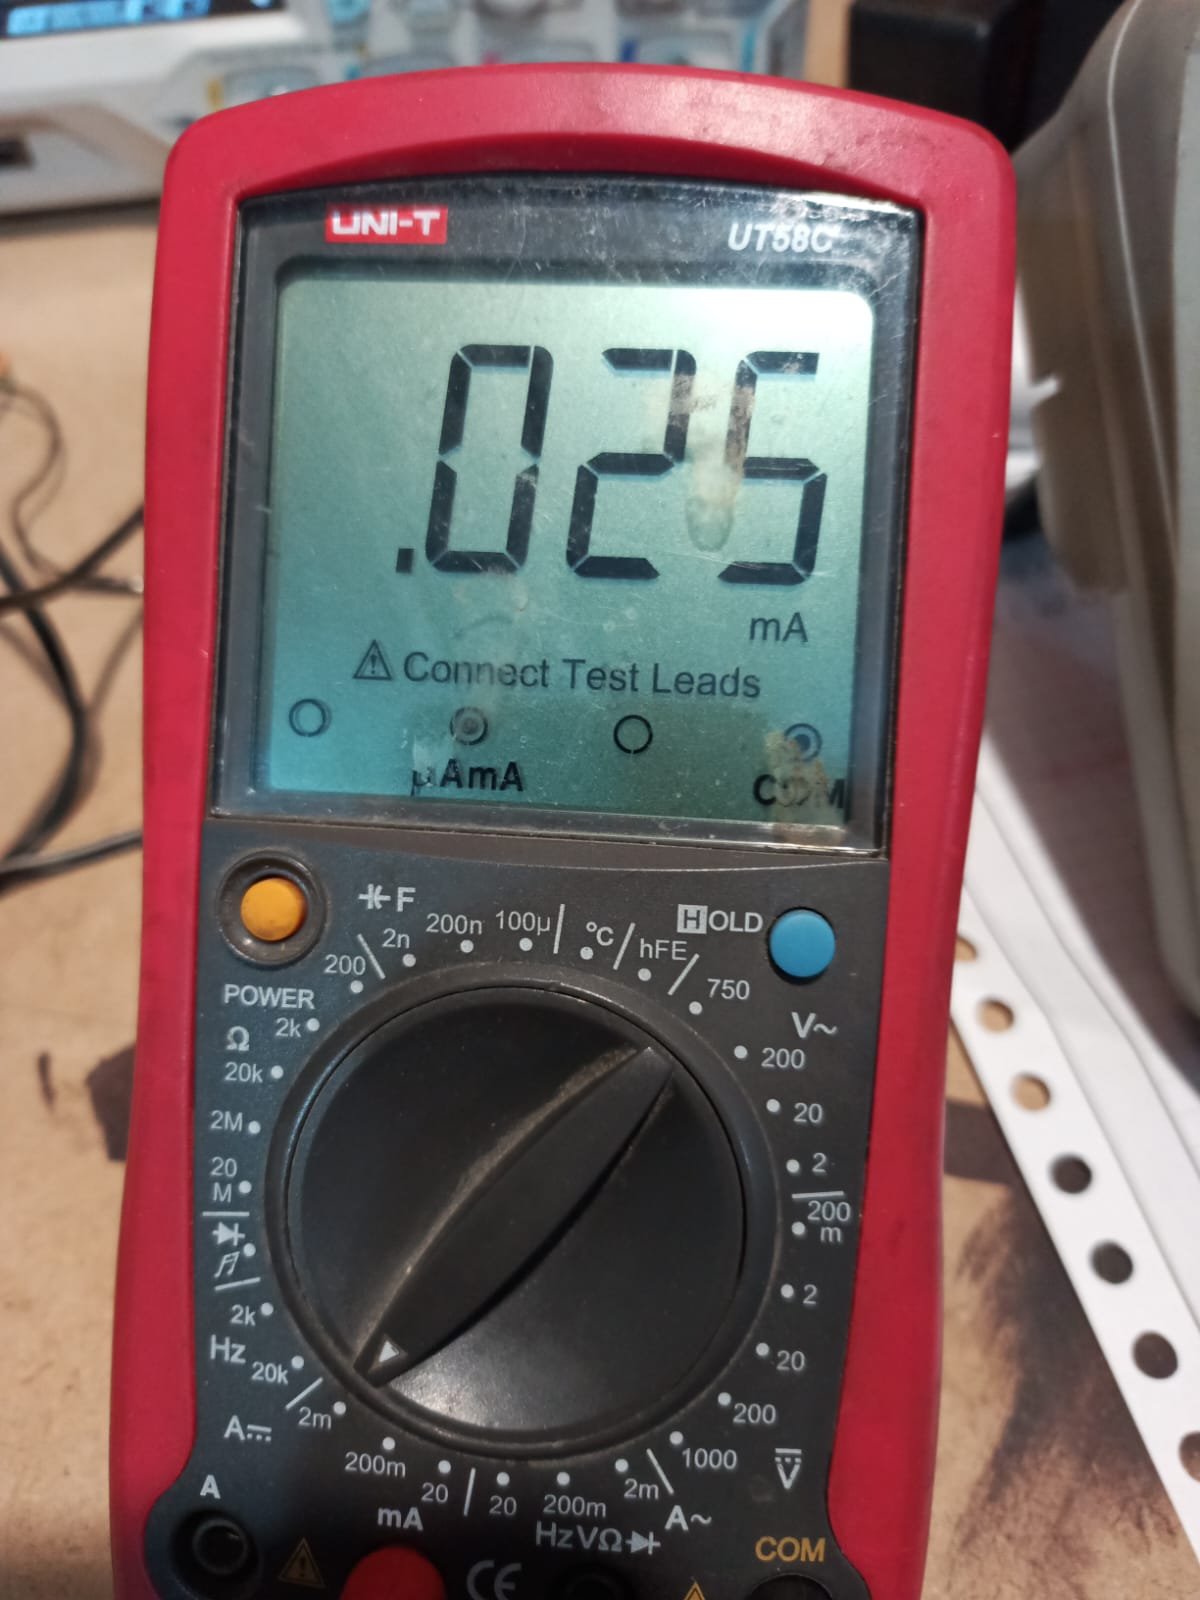 UNI-T
UT58C
.025
mA
⚠ Connect Test Leads
µAmA
COM
F
HOLD
2n 200n 100µ °C hFE
200
750
POWER
V~
Ω 2k
200
20k
20
2M
2
20
M
200
m
2k
2
Hz 20k
20
2m
200
A⎓
200m
1000
20
20
200m
2m
V⎓
A
mA
HzVΩ
A~
COM
CE